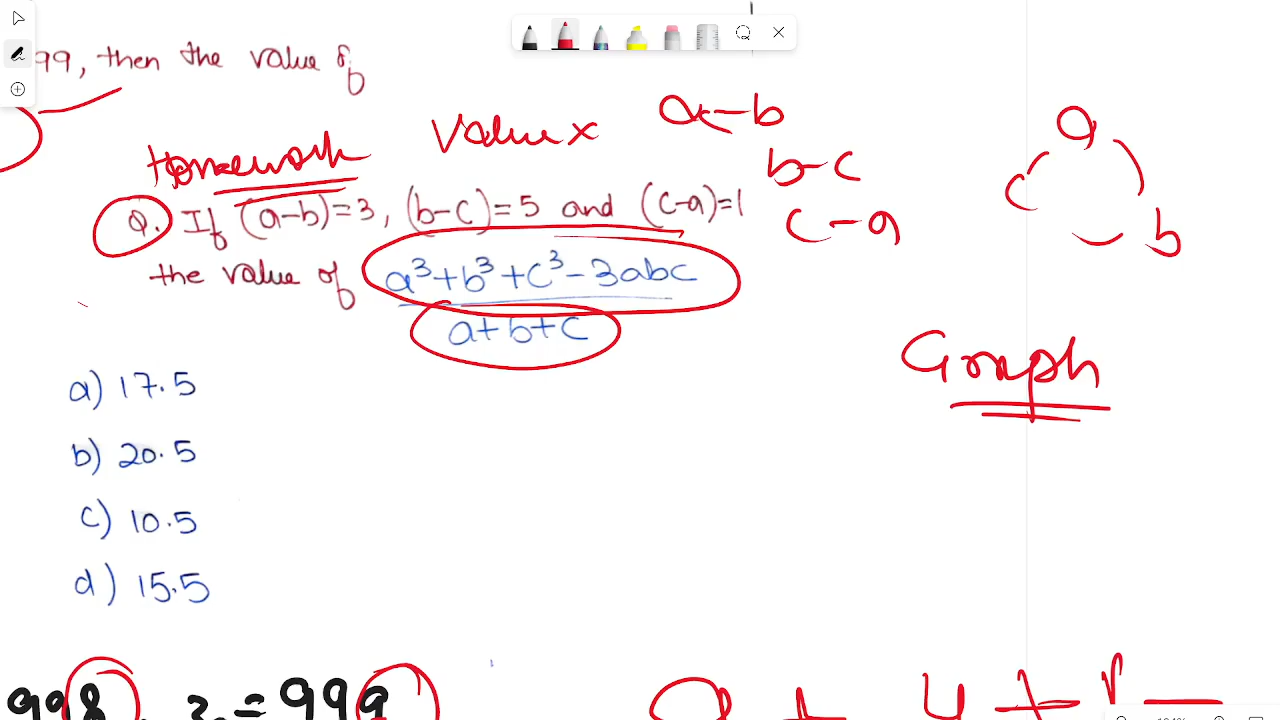 99, then the value of
Homework
value x
a-b
b-c
c-a
a
c
b
Q. If (a-b)=3, (b-c)=5 and (c-a)=1
the value of a³+b³+c³-3abc
a+b+c
Graph
a) 17.5
b) 20.5
c) 10.5
d) 15.5
998
= 999